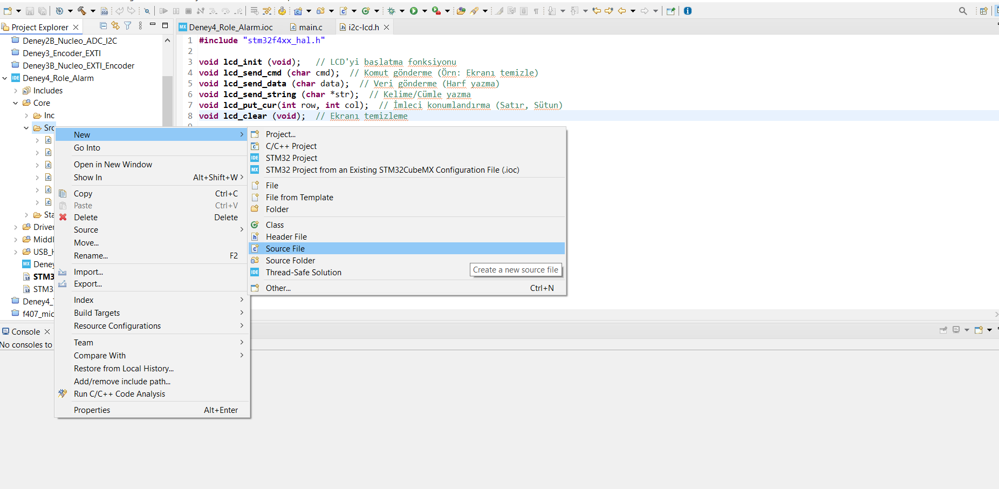 Project Explorer
Deney2B_Nucleo_ADC_I2C
Deney3_Encoder_EXTI
Deney3B_Nucleo_EXTI_Encoder
Deney4_Role_Alarm
Includes
Core
Inc
Src
Sta
Driver
Middl
USB_H
Deney
STM3
STM3
Deney4_T
f407_mic
Deney4_Role_Alarm.ioc
main.c
i2c-lcd.h
1 #include "stm32f4xx_hal.h"
2
3 void lcd_init (void);   // LCD'yi başlatma fonksiyonu
4 void lcd_send_cmd (char cmd);  // Komut gönderme (Örn: Ekranı temizle)
5 void lcd_send_data (char data);  // Veri gönderme (Harf yazma)
6 void lcd_send_string (char *str);  // Kelime/Cümle yazma
7 void lcd_put_cur(int row, int col);  // İmleci konumlandırma (Satır, Sütun)
8 void lcd_clear (void);  // Ekranı temizleme
New
Go Into
Open in New Window
Show In Alt+Shift+W
Copy Ctrl+C
Paste Ctrl+V
Delete Delete
Source
Move...
Rename... F2
Import...
Export...
Index
Build Targets
Resource Configurations
Team
Compare With
Restore from Local History...
Add/remove include path...
Run C/C++ Code Analysis
Properties Alt+Enter
Project...
C/C++ Project
STM32 Project
STM32 Project from an Existing STM32CubeMX Configuration File (.ioc)
File
File from Template
Folder
Class
Header File
Source File
Source Folder
Thread-Safe Solution
Create a new source file
Other... Ctrl+N
Console
No consoles to